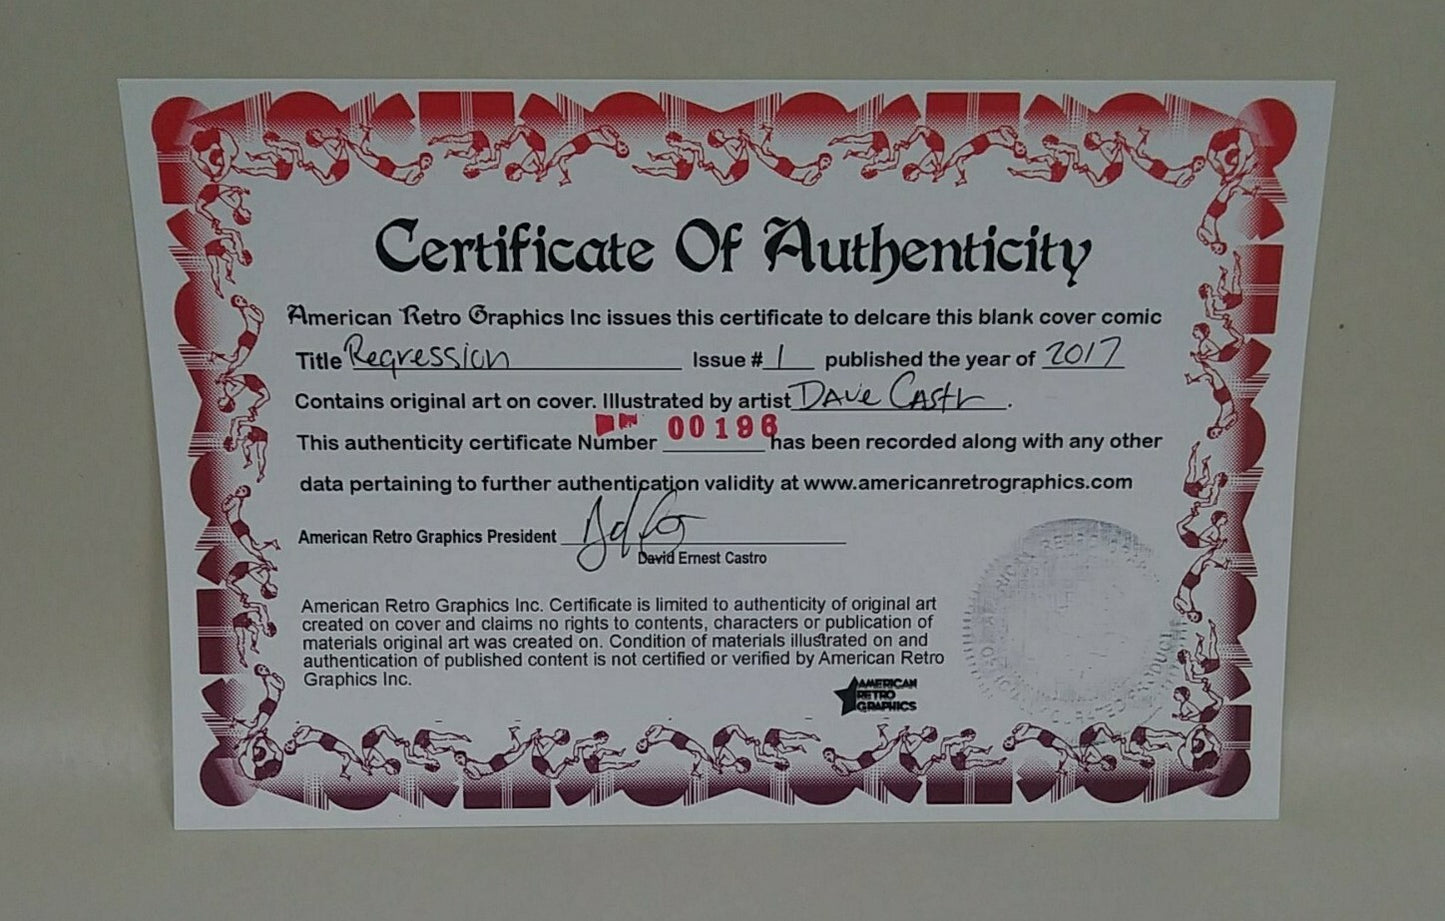 Certificate Of Authenticity
American Retro Graphics Inc issues this certificate to delcare this blank cover comic
Title Regression Issue # 1 published the year of 2017
Contains original art on cover. Illustrated by artist Dave Castr .
This authenticity certificate Number 00196 has been recorded along with any other
data pertaining to further authentication validity at www.americanretrographics.com
American Retro Graphics President
David Ernest Castro
American Retro Graphics Inc. Certificate is limited to authenticity of original art
created on cover and claims no rights to contents, characters or publication of
materials original art was created on. Condition of materials illustrated on and
authentication of published content is not certified or verified by American Retro
Graphics Inc.
AMERICAN
RETRO
GRAPHICS